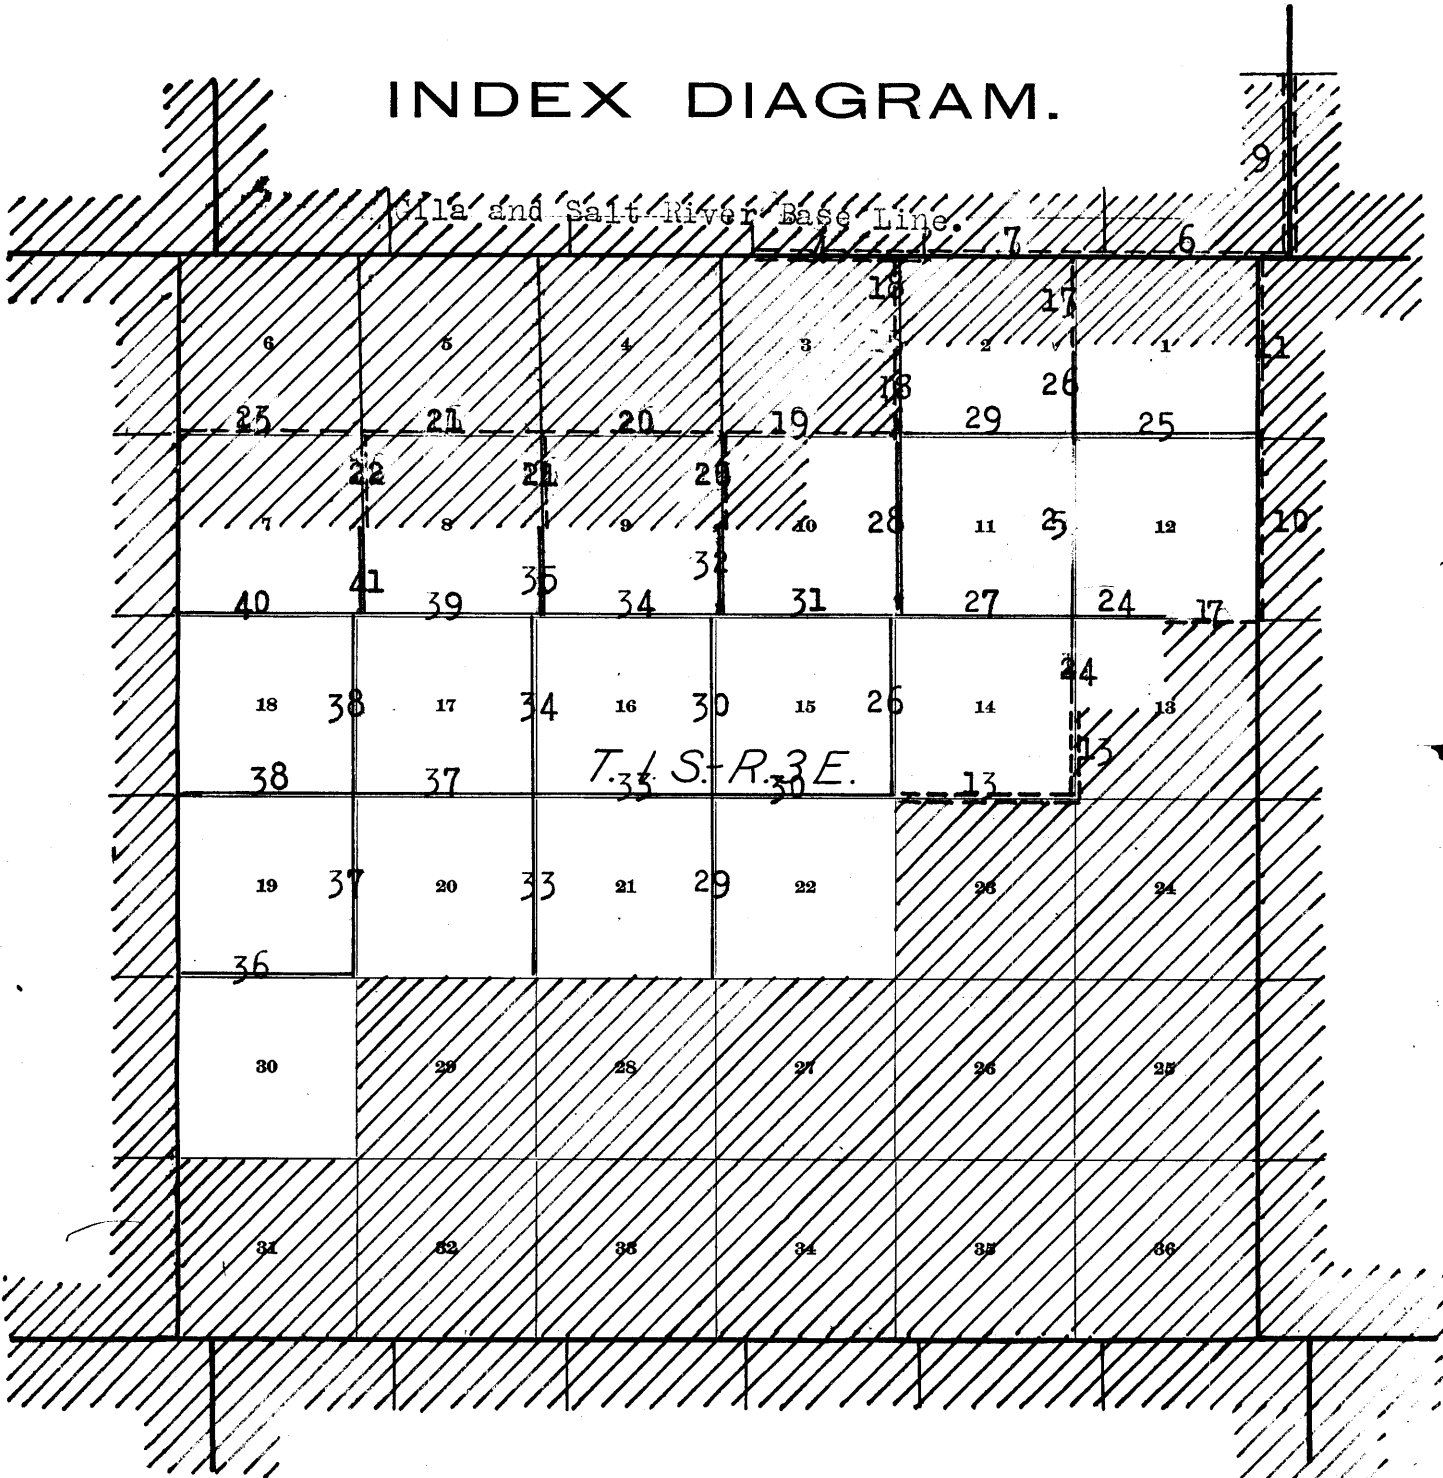 INDEX DIAGRAM.
9
Gila and Salt River Base Line.
4 7 6
18 17
6 5 4 3 2 1 11
18 26
23 21 20 19 29 25
22 21 20
7 8 9 10 28 11 25 12 10
41 35 32
40 39 34 31 27 24 17
24
18 38 17 34 16 30 15 26 14 13
T. 1 S.-R. 3 E. 13
38 37 33 30 13
19 37 20 33 21 29 22 23 24
36
30 29 28 27 26 25
31 32 33 34 35 36